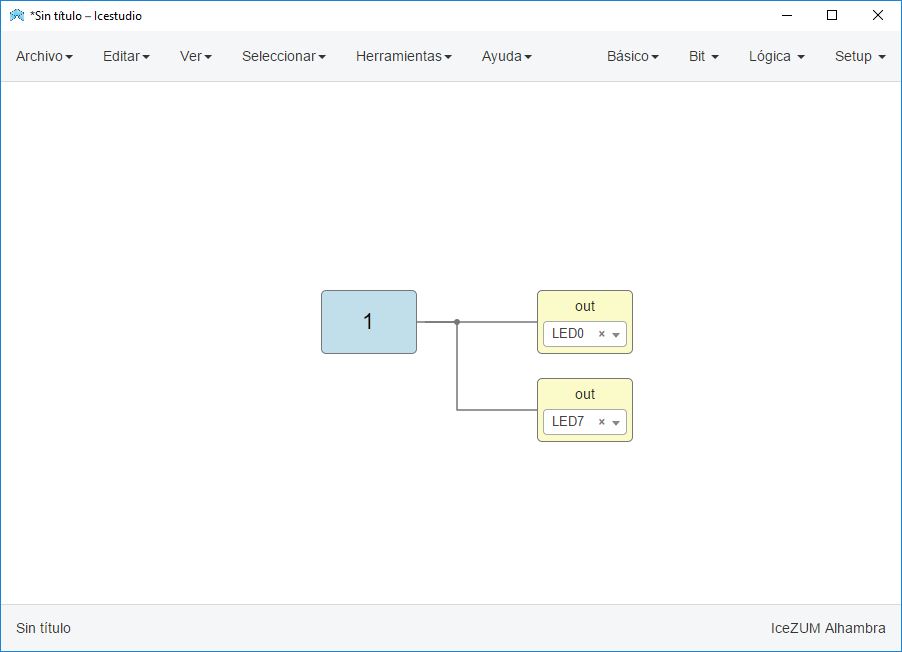 *Sin título – Icestudio
Archivo Editar Ver Seleccionar Herramientas Ayuda Básico Bit Lógica Setup
1
out
LED0 ×
out
LED7 ×
Sin título IceZUM Alhambra